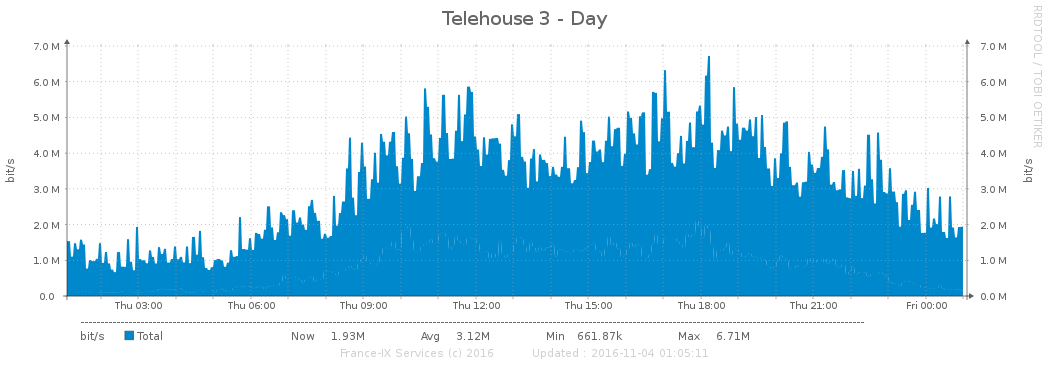 Telehouse 3 - Day
RRDTOOL / TOBI OETIKER
7.0 M 7.0 M
6.0 M 6.0 M
5.0 M 5.0 M
4.0 M 4.0 M
3.0 M 3.0 M
2.0 M 2.0 M
1.0 M 1.0 M
0.0 0.0 M
bit/s bit/s
Thu 03:00 Thu 06:00 Thu 09:00 Thu 12:00 Thu 15:00 Thu 18:00 Thu 21:00 Fri 00:00
bit/s Total Now 1.93M Avg 3.12M Min 661.87k Max 6.71M
France-IX Services (c) 2016 Updated : 2016-11-04 01:05:11